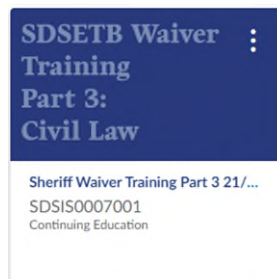 SDSETB Waiver
Training
Part 3:
Civil Law
Sheriff Waiver Training Part 3 21/...
SDSIS0007001
Continuing Education